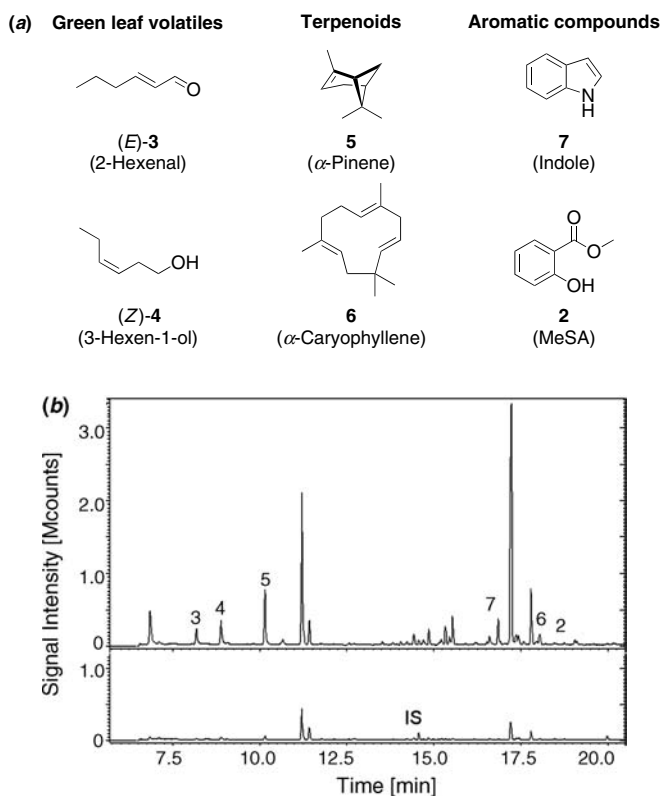 (a) Green leaf volatiles Terpenoids Aromatic compounds
O
N
H
(E)-3 5 7
(2-Hexenal) (α-Pinene) (Indole)
O
OH O
OH
(Z)-4 6 2
(3-Hexen-1-ol) (α-Caryophyllene) (MeSA)
(b)
Signal Intensity [Mcounts]
3.0
2.0
1.0
0
3 4 5 7 6 2
1.0
0
IS
7.5 10.0 12.5 15.0 17.5 20.0
Time [min]